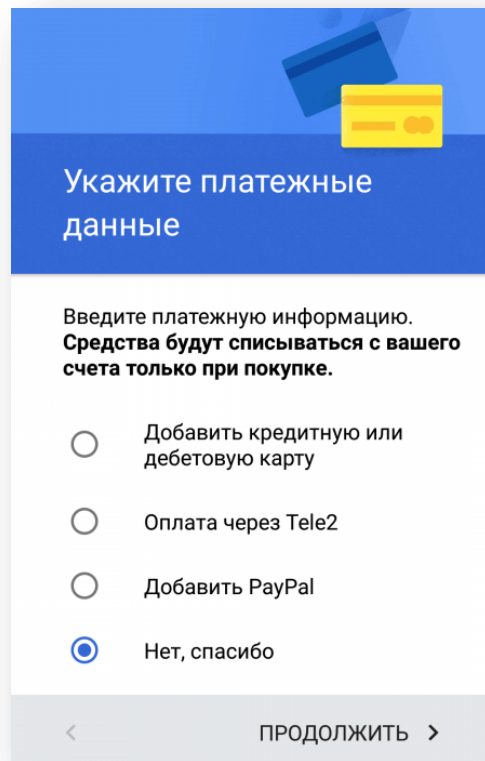 Укажите платежные
данные
Введите платежную информацию.
Средства будут списываться с вашего
счета только при покупке.
Добавить кредитную или
дебетовую карту
Оплата через Tele2
Добавить PayPal
Нет, спасибо
ПРОДОЛЖИТЬ